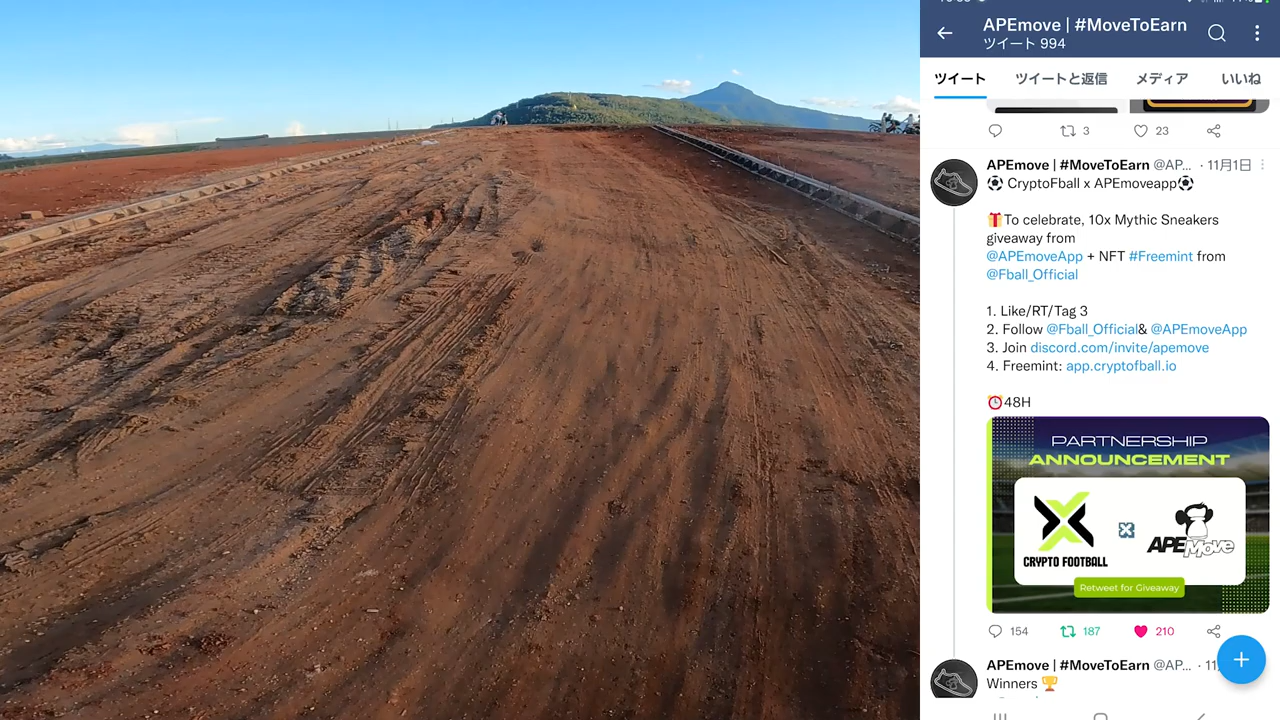 APEmove | #MoveToEarn
ツイート 994
ツイート ツイートと返信 メディア いいね
3 23
APEmove | #MoveToEarn @AP... · 11月1日
CryptoFball x APEmoveapp
To celebrate, 10x Mythic Sneakers
giveaway from
@APEmoveApp + NFT #Freemint from
@Fball_Official
1. Like/RT/Tag 3
2. Follow @Fball_Official& @APEmoveApp
3. Join discord.com/invite/apemove
4. Freemint: app.cryptofball.io
48H
PARTNERSHIP
ANNOUNCEMENT
CRYPTO FOOTBALL
APE Move
Retweet for Giveaway
154 187 210
APEmove | #MoveToEarn @AP... · 11
Winners